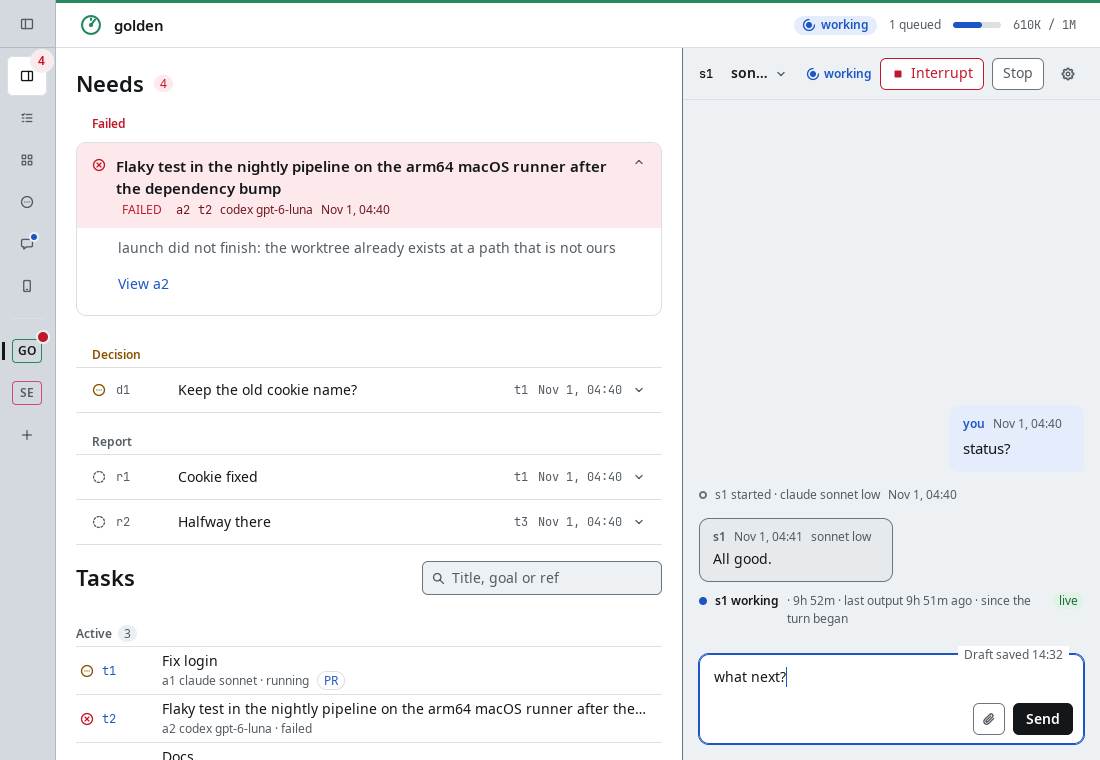 golden
working
1 queued
610K / 1M
4
GO
SE
Needs 4
Failed
Flaky test in the nightly pipeline on the arm64 macOS runner after
the dependency bump
FAILED a2 t2 codex gpt-6-luna Nov 1, 04:40
launch did not finish: the worktree already exists at a path that is not ours
View a2
Decision
d1 Keep the old cookie name? t1 Nov 1, 04:40
Report
r1 Cookie fixed t1 Nov 1, 04:40
r2 Halfway there t3 Nov 1, 04:40
Tasks
Title, goal or ref
Active 3
t1 Fix login
a1 claude sonnet · running PR
t2 Flaky test in the nightly pipeline on the arm64 macOS runner after the…
a2 codex gpt-6-luna · failed
Docs
s1 son… working Interrupt Stop
you Nov 1, 04:40
status?
s1 started · claude sonnet low Nov 1, 04:40
s1 Nov 1, 04:41 sonnet low
All good.
s1 working · 9h 52m · last output 9h 51m ago · since the
turn began
live
Draft saved 14:32
what next?
Send